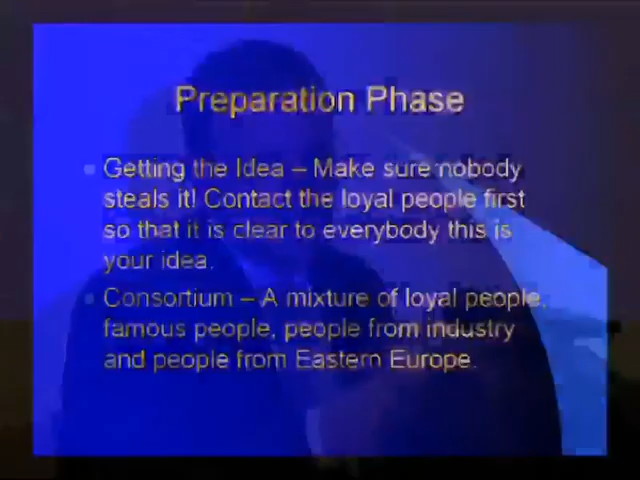 Preparation Phase
Getting the Idea – Make sure nobody
steals it! Contact the loyal people first
so that it is clear to everybody this is
your idea.
Consortium – A mixture of loyal people,
famous people, people from industry
and people from Eastern Europe.